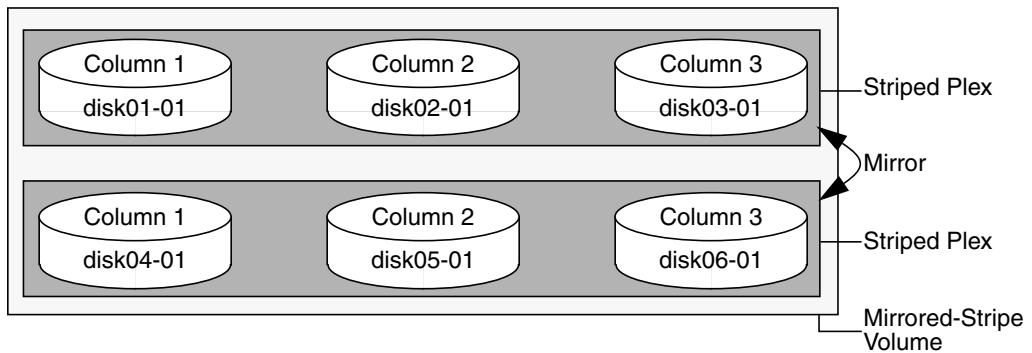 Column 1
disk01-01
Column 2
disk02-01
Column 3
disk03-01
Striped Plex
Mirror
Column 1
disk04-01
Column 2
disk05-01
Column 3
disk06-01
Striped Plex
Mirrored-Stripe
Volume